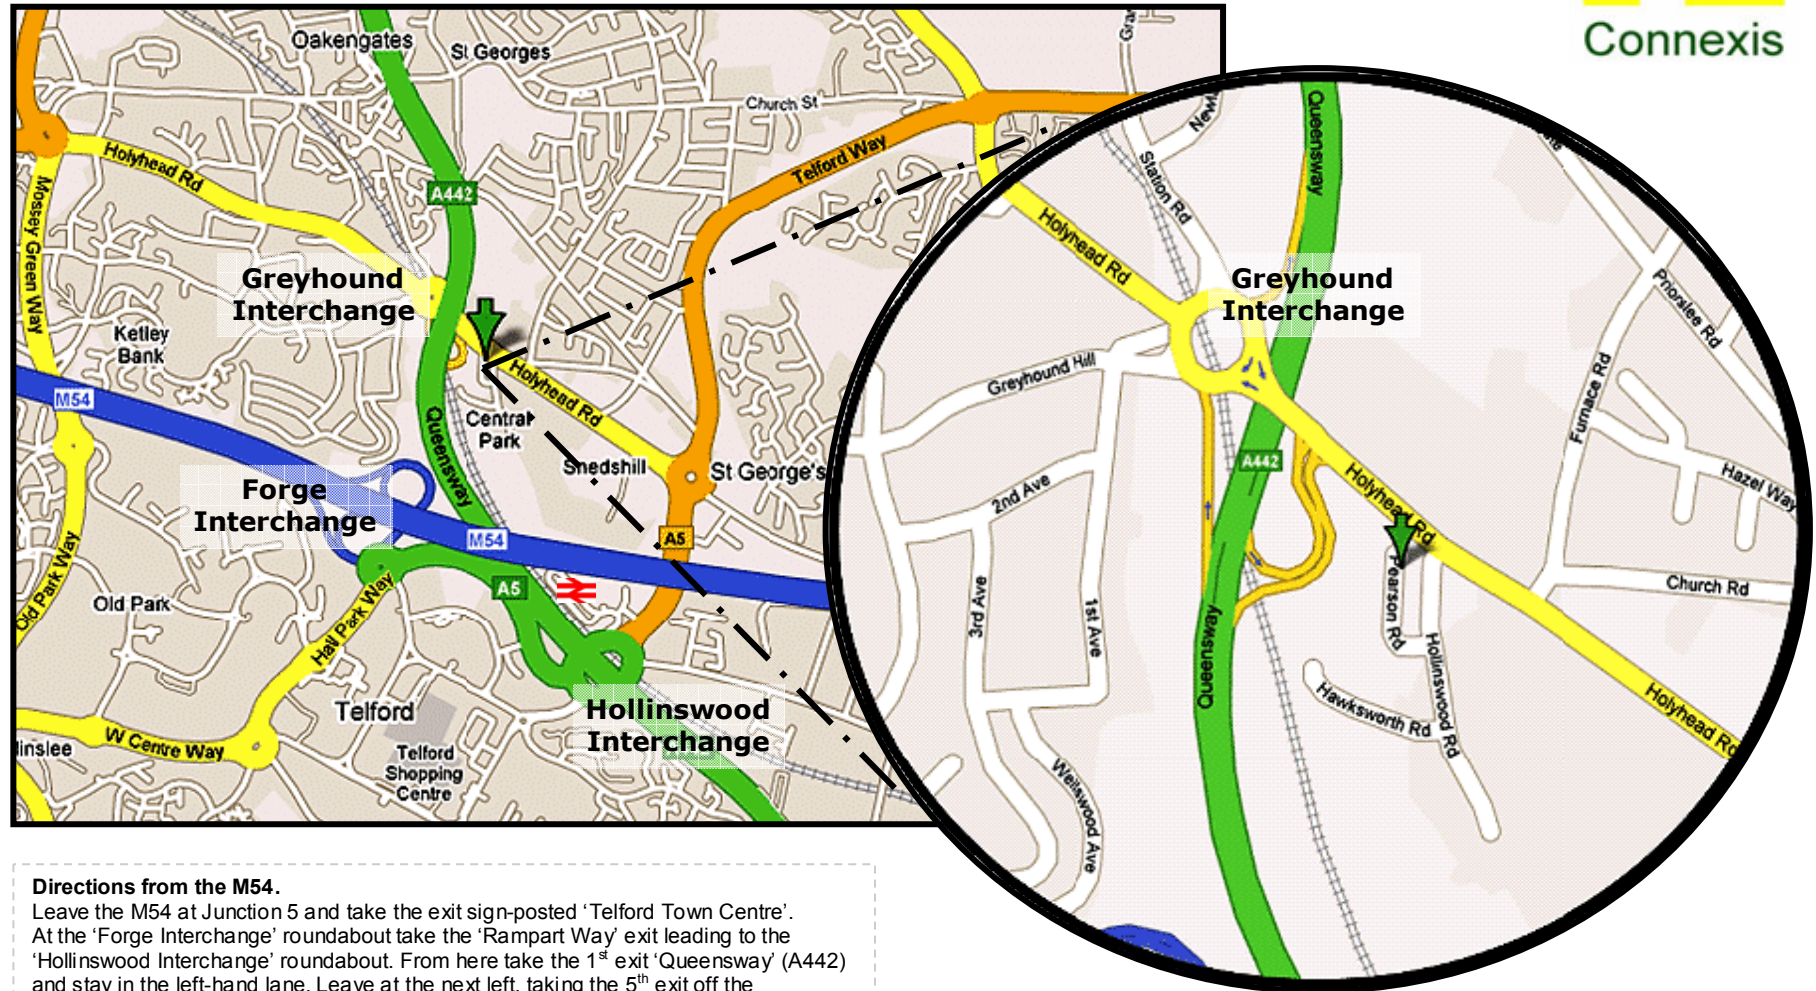 Connexis
Oakengates
St Georges
Church St
Holyhead Rd
Mossey Green Way
A442
Telford Way
Greyhound
Interchange
Ketley
Bank
M54
Holyhead Rd
Queensway
Central
Park
Snedshill
St George's
Forge
Interchange
M54
A5
A5
Old Park Way
Old Park
Hall Park Way
Telford
Hollinswood
Interchange
W Centre Way
linslee
Telford
Shopping
Centre
Queensway
Station Rd
Holyhead Rd
Greyhound
Interchange
Priorslee Rd
Greyhound Hill
Furnace Rd
A442
2nd Ave
Holyhead Rd
Hazel Way
3rd Ave
1st Ave
Pearson Rd
Church Rd
Queensway
Hollinswood Rd
Hawksworth Rd
Holyhead Rd
Wellswood Ave
Directions from the M54.
Leave the M54 at Junction 5 and take the exit sign-posted ‘Telford Town Centre’.
At the ‘Forge Interchange’ roundabout take the ‘Rampart Way’ exit leading to the
‘Hollinswood Interchange’ roundabout. From here take the 1st exit ‘Queensway’ (A442)
and stay in the left-hand lane. Leave at the next left, taking the 5th exit off the